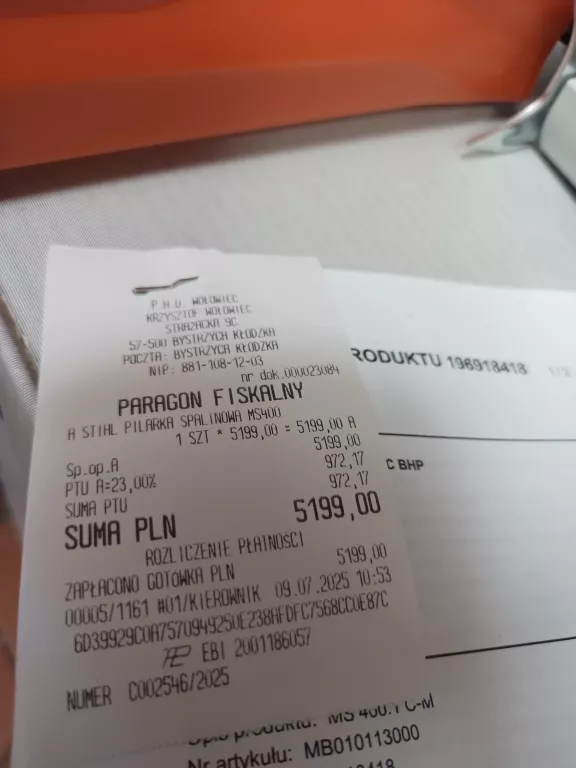 P.H.U. WOŁOWIEC
KRZYSZTOF WOŁOWIEC
STRAŻACKA 9C
57-500 BYSTRZYCA KŁODZKA
POCZTA: BYSTRZYCA KŁODZKA
NIP: 881-108-12-03
nr dok.000023084
PARAGON FISKALNY
A STIHL PILARKA SPALINOWA MS400
1 SZT * 5199,00 = 5199,00 A
Sp.op.A 5199,00
PTU A=23,00% 972,17
SUMA PTU 972,17
SUMA PLN 5199,00
ROZLICZENIE PŁATNOŚCI
ZAPŁACONO GOTÓWKA PLN 5199,00
00005/1161 #01/KIEROWNIK 09.07.2025 10:53
EBI 2001186057
NUMER C002546/2025
RODUKTU 196918418
C BHP
Opis produktu: MS 400.1 C-M
Nr artykułu: MB010113000